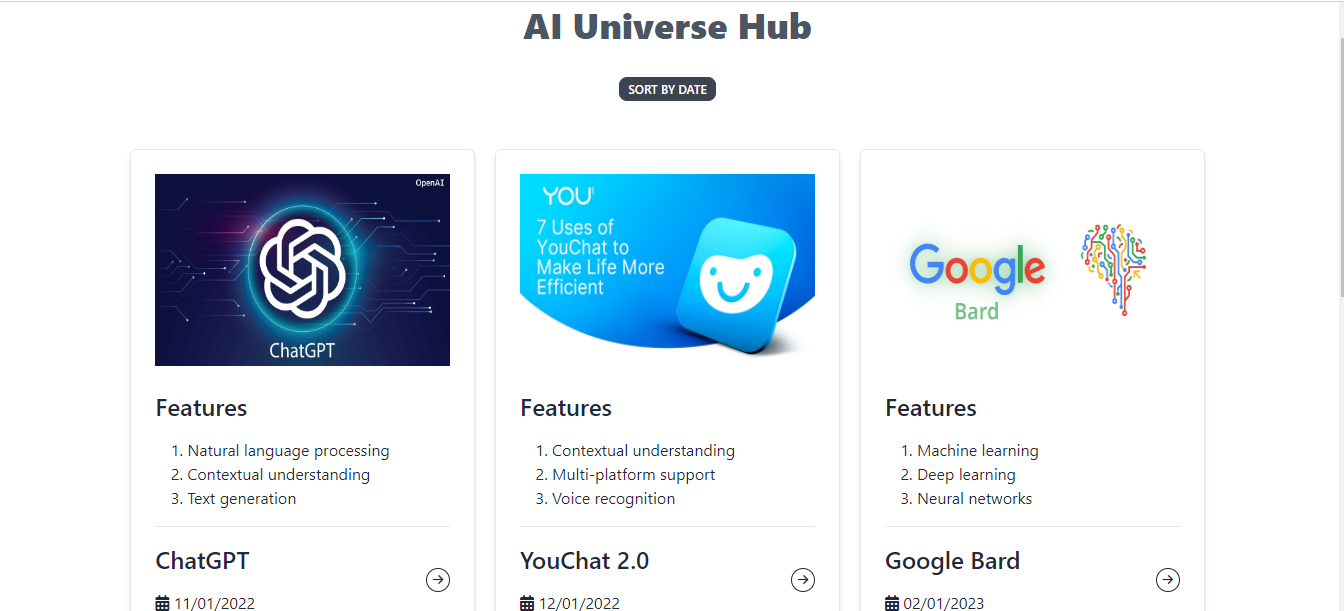 AI Universe Hub
SORT BY DATE
OpenAI
ChatGPT
Features
1. Natural language processing
2. Contextual understanding
3. Text generation
ChatGPT
11/01/2022
YOU!
7 Uses of
YouChat to
Make Life More
Efficient
Features
1. Contextual understanding
2. Multi-platform support
3. Voice recognition
YouChat 2.0
12/01/2022
Google
Bard
Features
1. Machine learning
2. Deep learning
3. Neural networks
Google Bard
02/01/2023